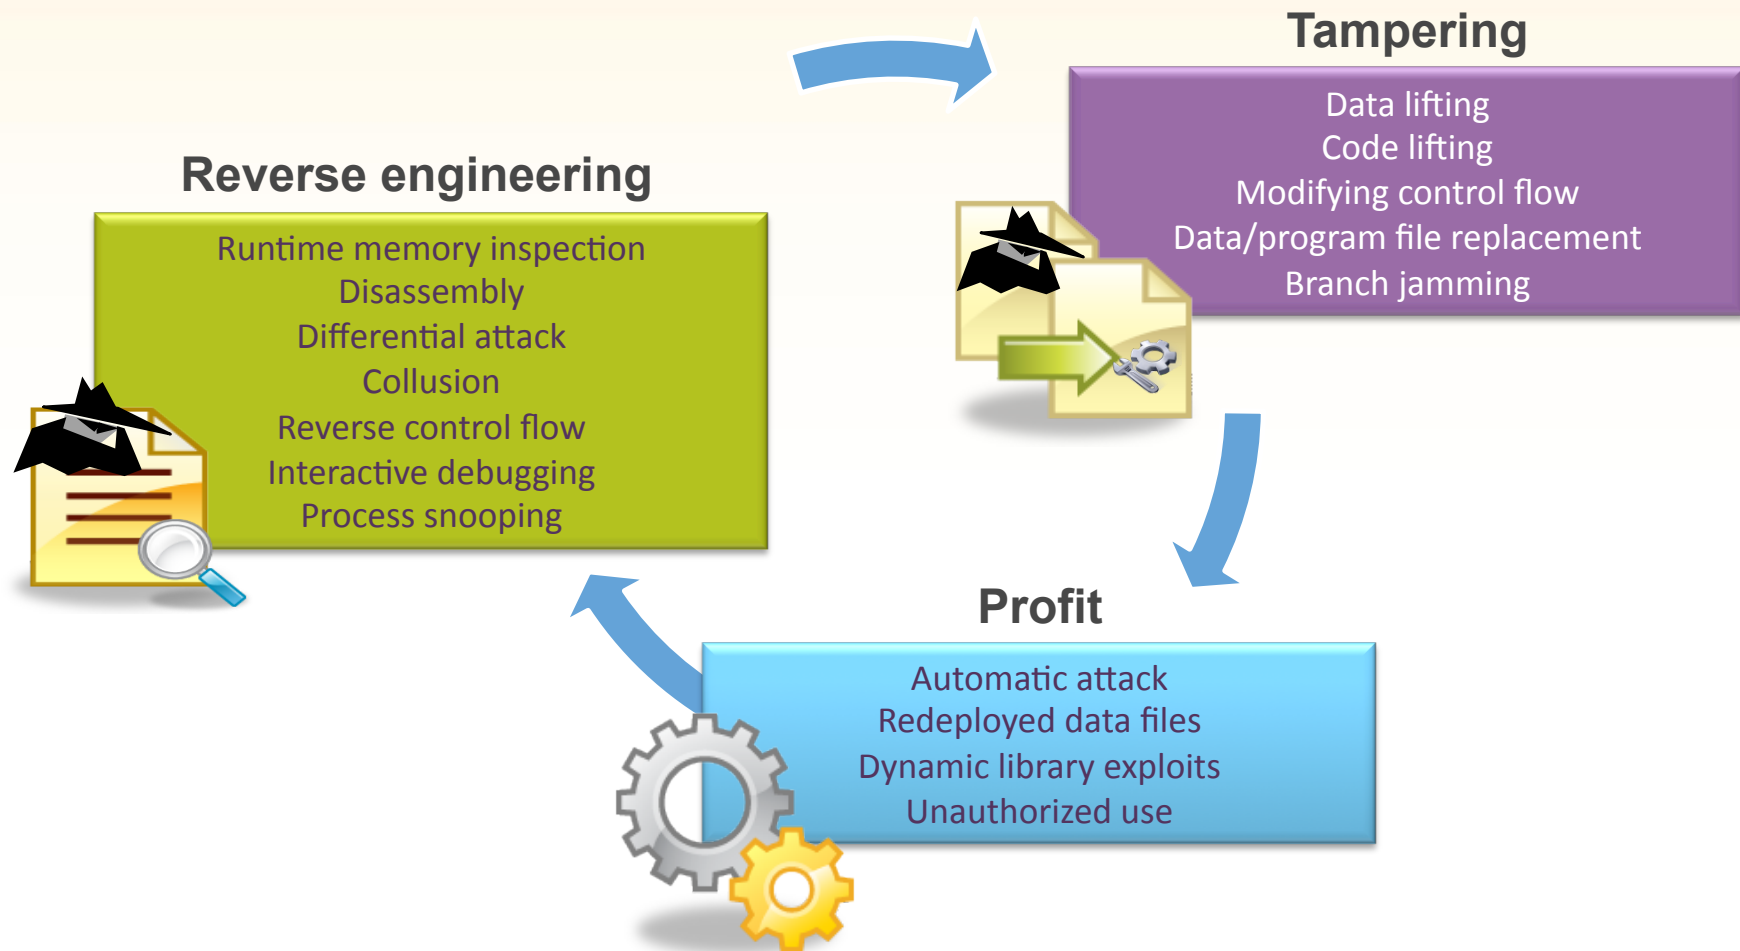 Tampering
Data lifting
Code lifting
Modifying control flow
Data/program file replacement
Branch jamming
Reverse engineering
Runtime memory inspection
Disassembly
Differential attack
Collusion
Reverse control flow
Interactive debugging
Process snooping
Profit
Automatic attack
Redeployed data files
Dynamic library exploits
Unauthorized use